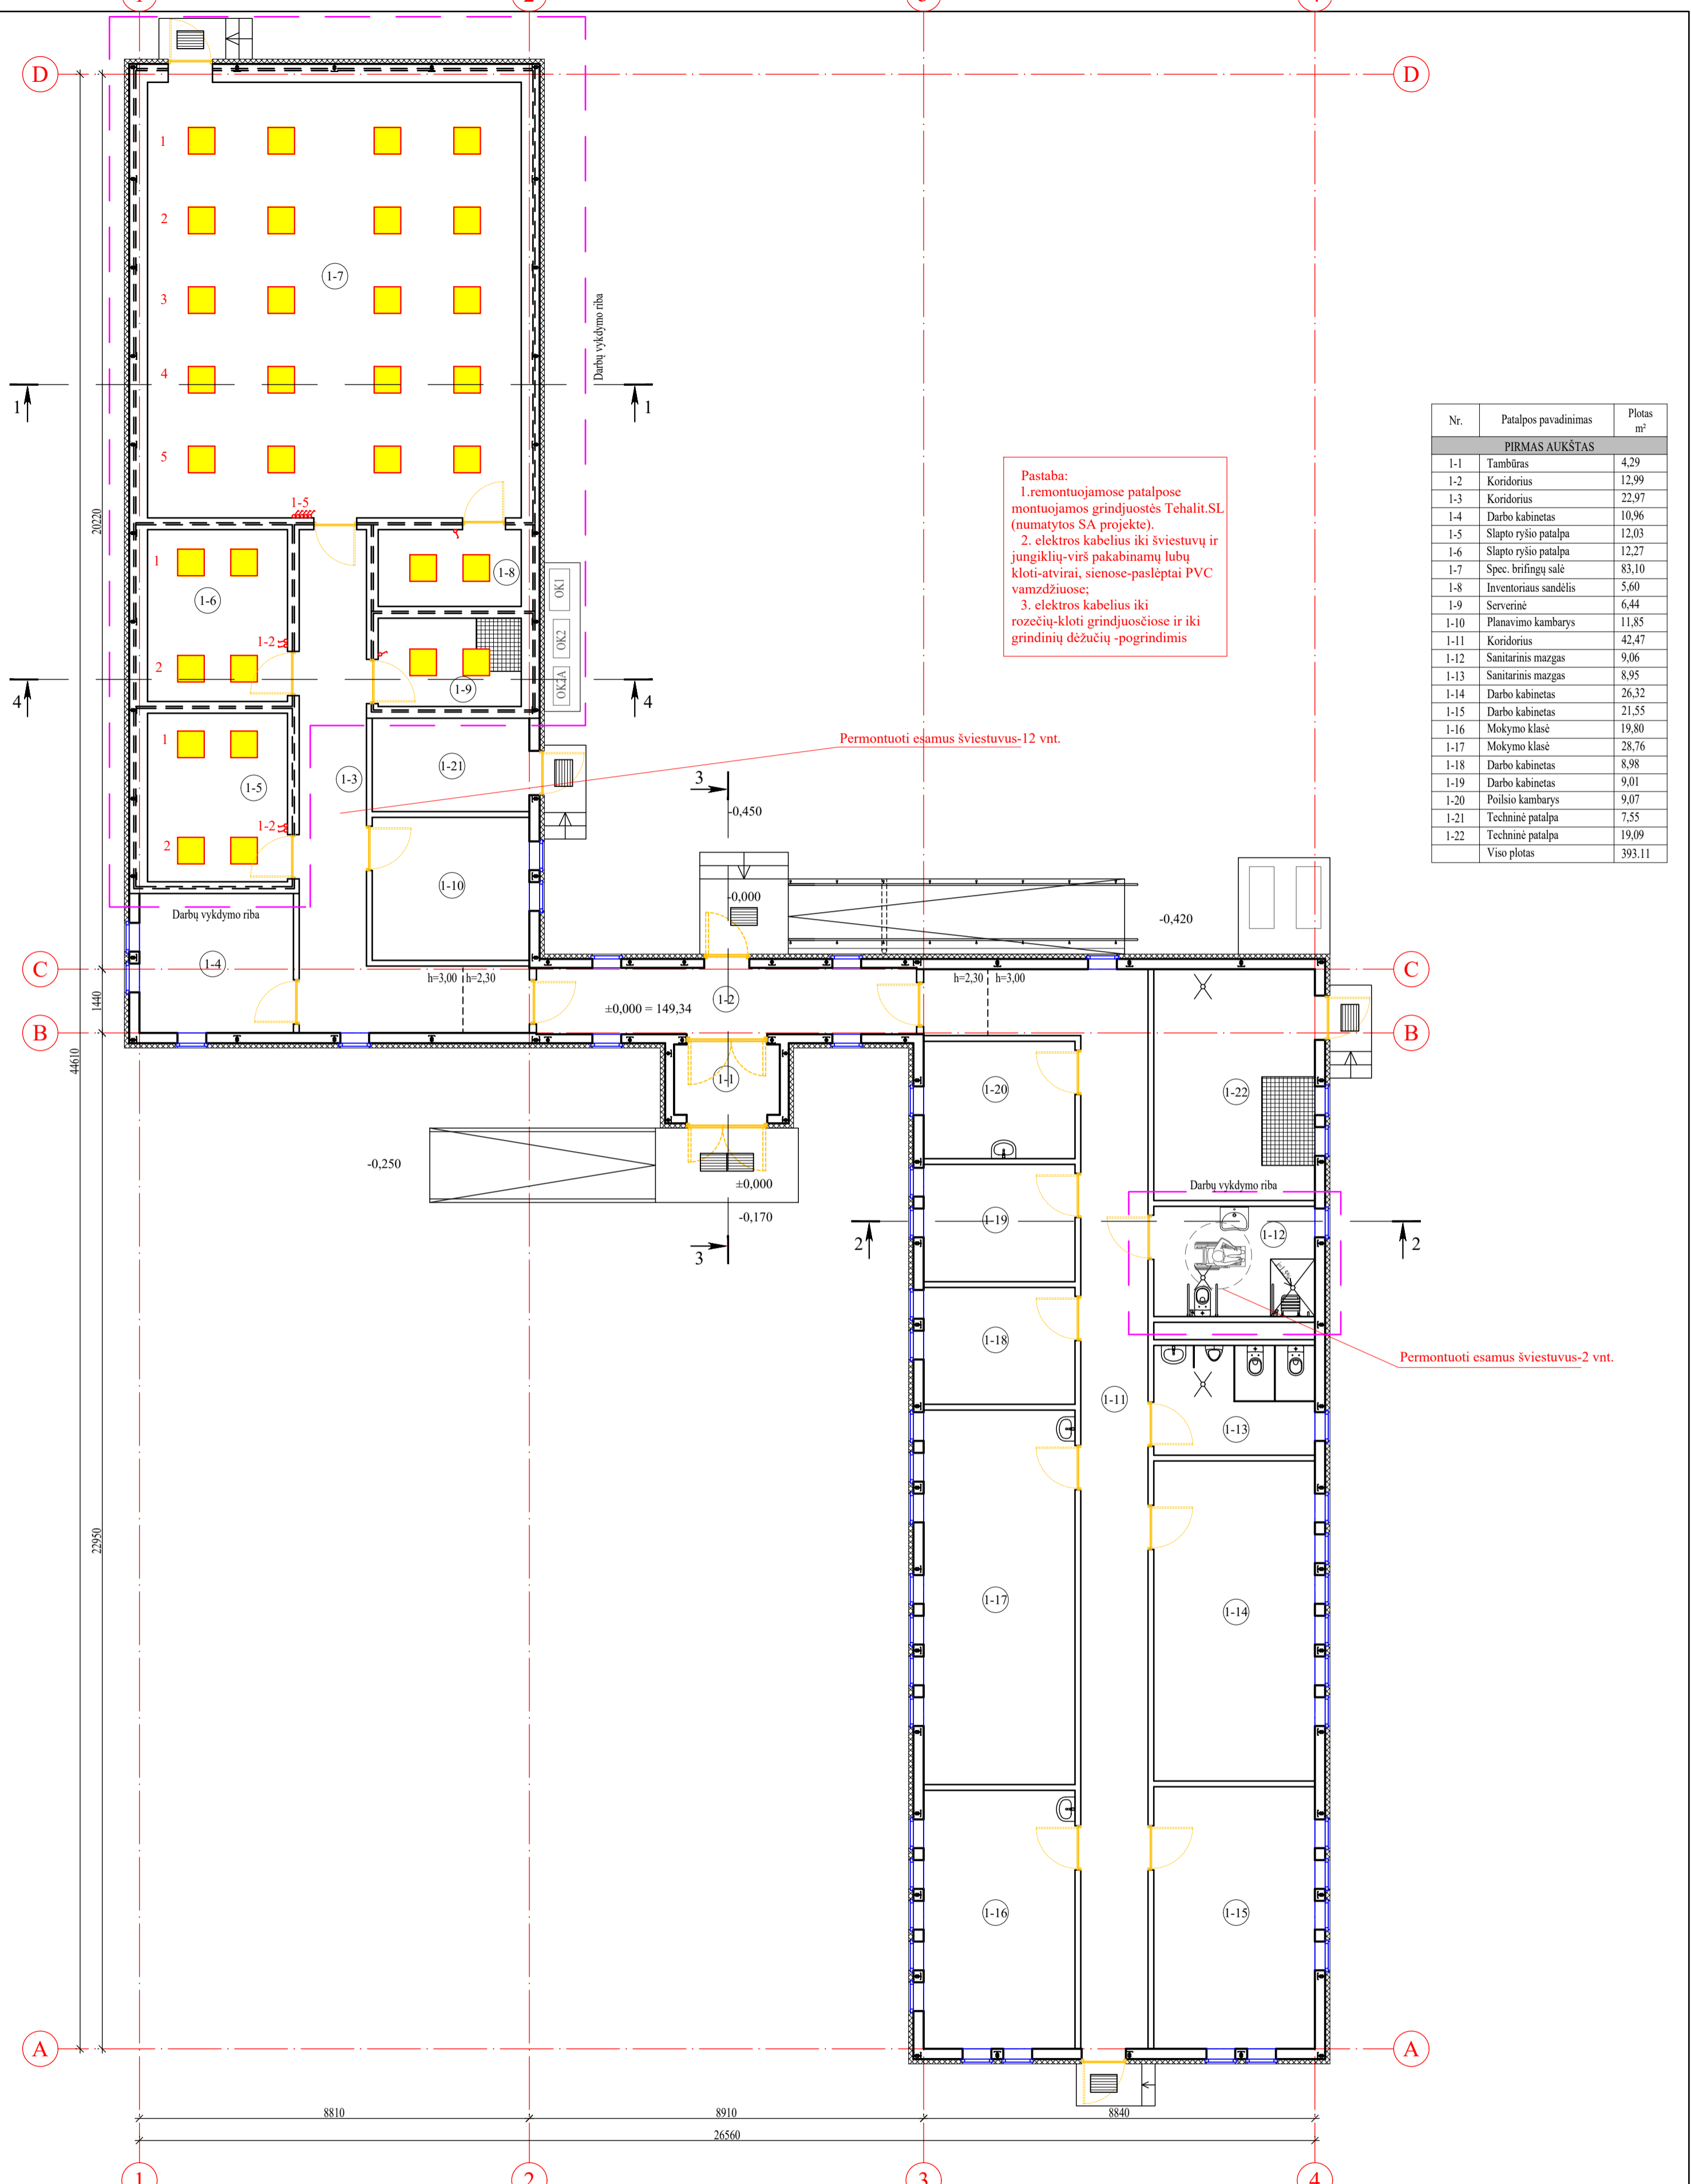 D
D
1
2
1-7
3
Darbų vykdymo riba
4
1
1
5
1-5
20220
1
1-8
1-6
OK1
1-2
OK2
2
1-9
OK2A
4
4
Pastaba:
1.remontuojamose patalpose
montuojamos grindjuostės Tehalit.SL
(numatytos SA projekte).
2. elektros kabelius iki šviestuvų ir
jungiklių-virš pakabinamų lubų
kloti-atvirai, sienose-paslėptai PVC
vamzdžiuose;
3. elektros kabelius iki
rozečių-kloti grindjuosčiose ir iki
grindinių dėžučių -pogrindimis
Nr. Patalpos pavadinimas Plotas
m²
PIRMAS AUKŠTAS
1-1 Tambūras 4,29
1-2 Koridorius 12,99
1-3 Koridorius 22,97
1-4 Darbo kabinetas 10,96
1-5 Slapto ryšio patalpa 12,03
1-6 Slapto ryšio patalpa 12,27
1-7 Spec. brifingų salė 83,10
1-8 Inventoriaus sandėlis 5,60
1-9 Serverinė 6,44
1-10 Planavimo kambarys 11,85
1-11 Koridorius 42,47
1-12 Sanitarinis mazgas 9,06
1-13 Sanitarinis mazgas 8,95
1-14 Darbo kabinetas 26,32
1-15 Darbo kabinetas 21,55
1-16 Mokymo klasė 19,80
1-17 Mokymo klasė 28,76
1-18 Darbo kabinetas 8,98
1-19 Darbo kabinetas 9,01
1-20 Poilsio kambarys 9,07
1-21 Techninė patalpa 7,55
1-22 Techninė patalpa 19,09
Viso plotas 393.11
Permontuoti esamus šviestuvus-12 vnt.
1
1-21
1-3
1-5
3
-0,450
1-2
2
1-10
-0,000
Darbų vykdymo riba
-0,420
1-4
C
C
h=3,00
h=2,30
h=2,30
h=3,00
1-2
1440
±0,000 = 149,34
B
B
44610
1-1
1-20
1-22
-0,250
±0,000
-0,170
3
Darbų vykdymo riba
1-19
1-12
2
2
1-18
Permontuoti esamus šviestuvus-2 vnt.
1-11
1-13
22950
1-17
1-14
1-16
1-15
A
A
8810
8910
8840
26560
1
2
3
4